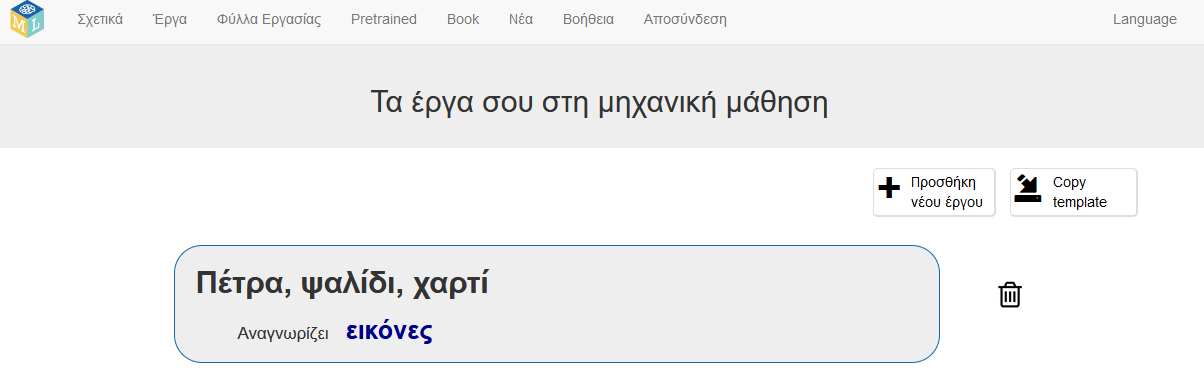 ML
Σχετικά Έργα Φύλλα Εργασίας Pretrained Book Νέα Βοήθεια Αποσύνδεση Language
Τα έργα σου στη μηχανική μάθηση
Προσθήκη
νέου έργου
Copy
template
Πέτρα, ψαλίδι, χαρτί
Αναγνωρίζει εικόνες